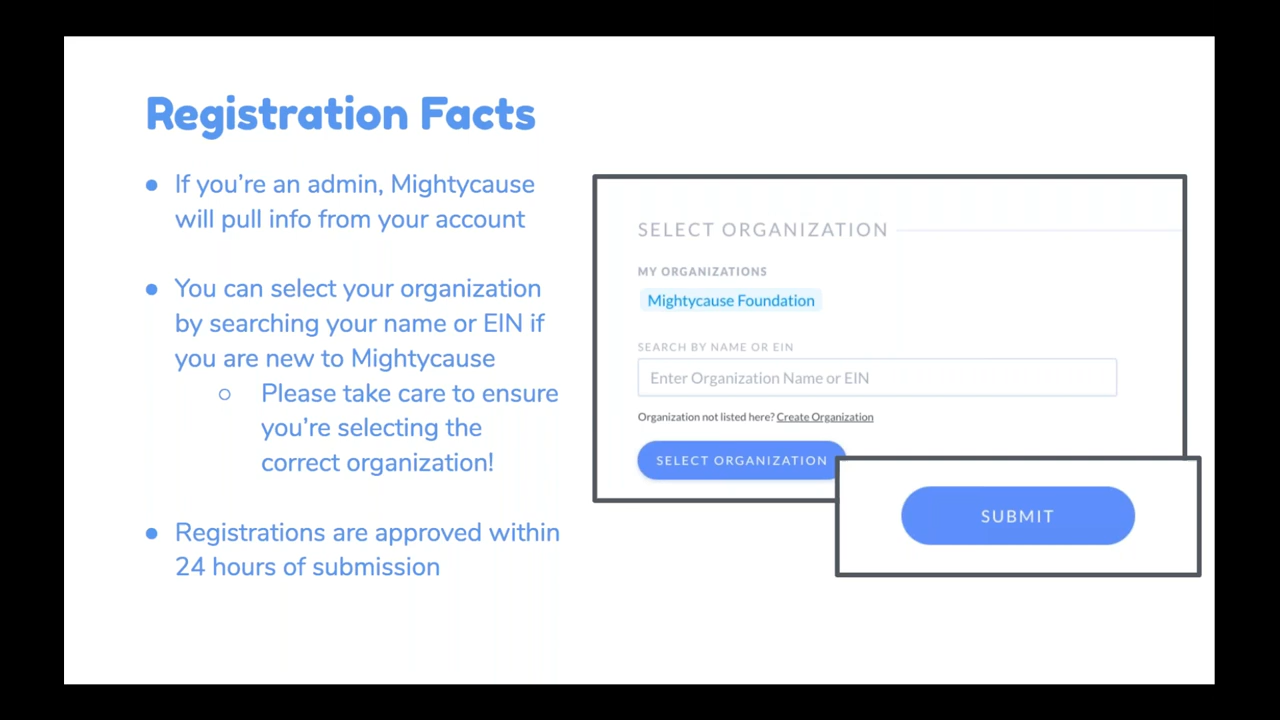 Registration Facts
● If you're an admin, Mightycause
will pull info from your account
● You can select your organization
by searching your name or EIN if
you are new to Mightycause
○ Please take care to ensure
you're selecting the
correct organization!
● Registrations are approved within
24 hours of submission
SELECT ORGANIZATION
MY ORGANIZATIONS
Mightycause Foundation
SEARCH BY NAME OR EIN
Enter Organization Name or EIN
Organization not listed here? Create Organization
SELECT ORGANIZATION
SUBMIT